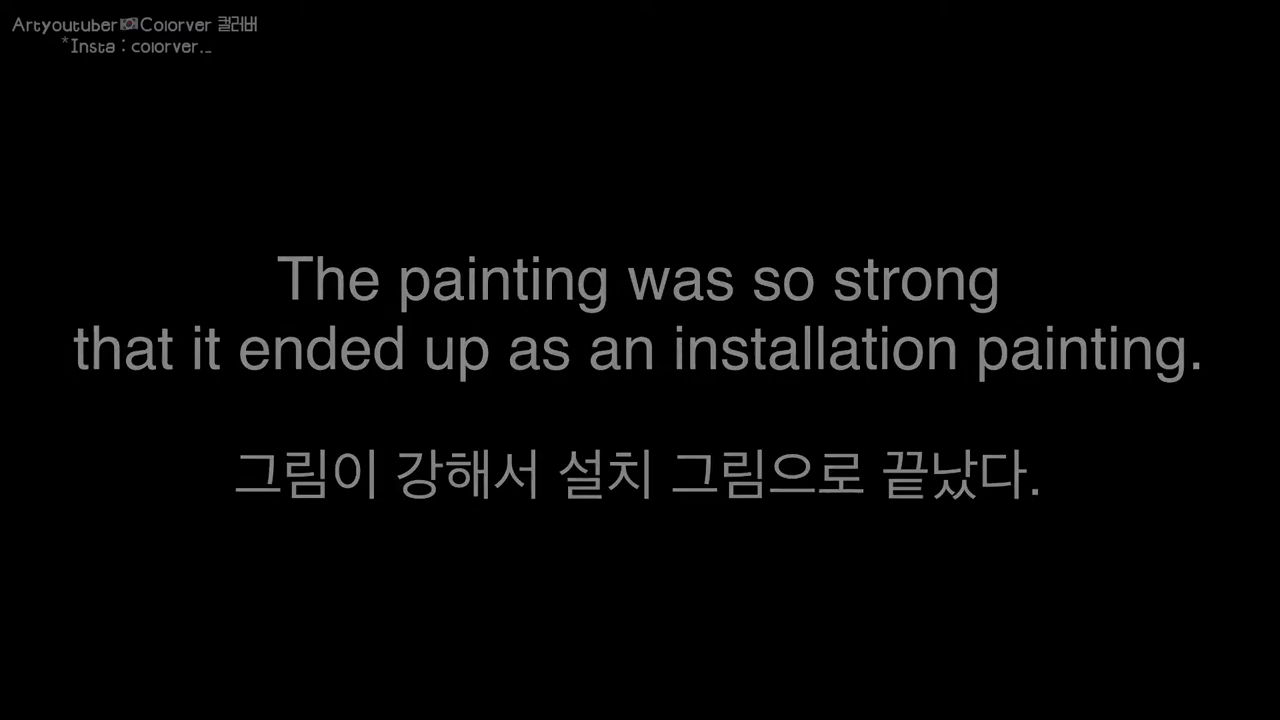 Artyoutuber🇰🇷Colorver 컬러버
*Insta : colorver._
The painting was so strong
that it ended up as an installation painting.
그림이 강해서 설치 그림으로 끝났다.